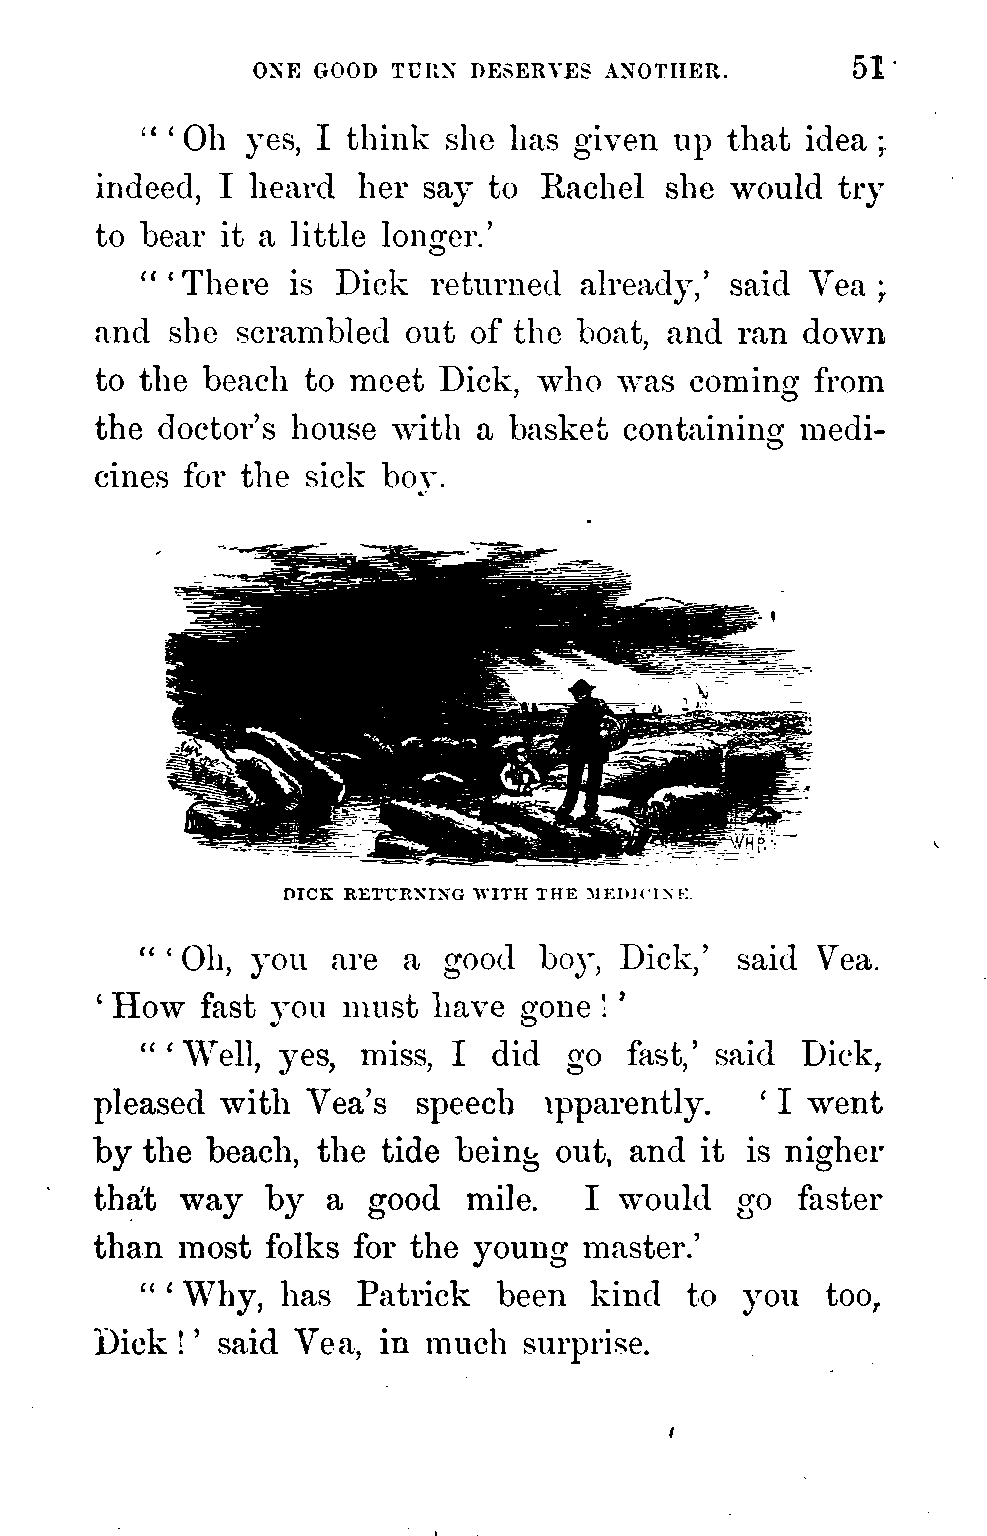 ONE GOOD TURN DESERVES ANOTHER. 51
"'Oh yes, I think she has given up that idea;
indeed, I heard her say to Rachel she would try
to bear it a little longer.'
"'There is Dick returned already,' said Vea;
and she scrambled out of the boat, and ran down
to the beach to meet Dick, who was coming from
the doctor's house with a basket containing medi-
cines for the sick boy.
WHP.
DICK RETURNING WITH THE MEDICINE.
"'Oh, you are a good boy, Dick,' said Vea.
'How fast you must have gone!'
"'Well, yes, miss, I did go fast,' said Dick,
pleased with Vea's speech apparently. 'I went
by the beach, the tide being out, and it is nigher
that way by a good mile. I would go faster
than most folks for the young master.'
"'Why, has Patrick been kind to you too,
Dick!' said Vea, in much surprise.